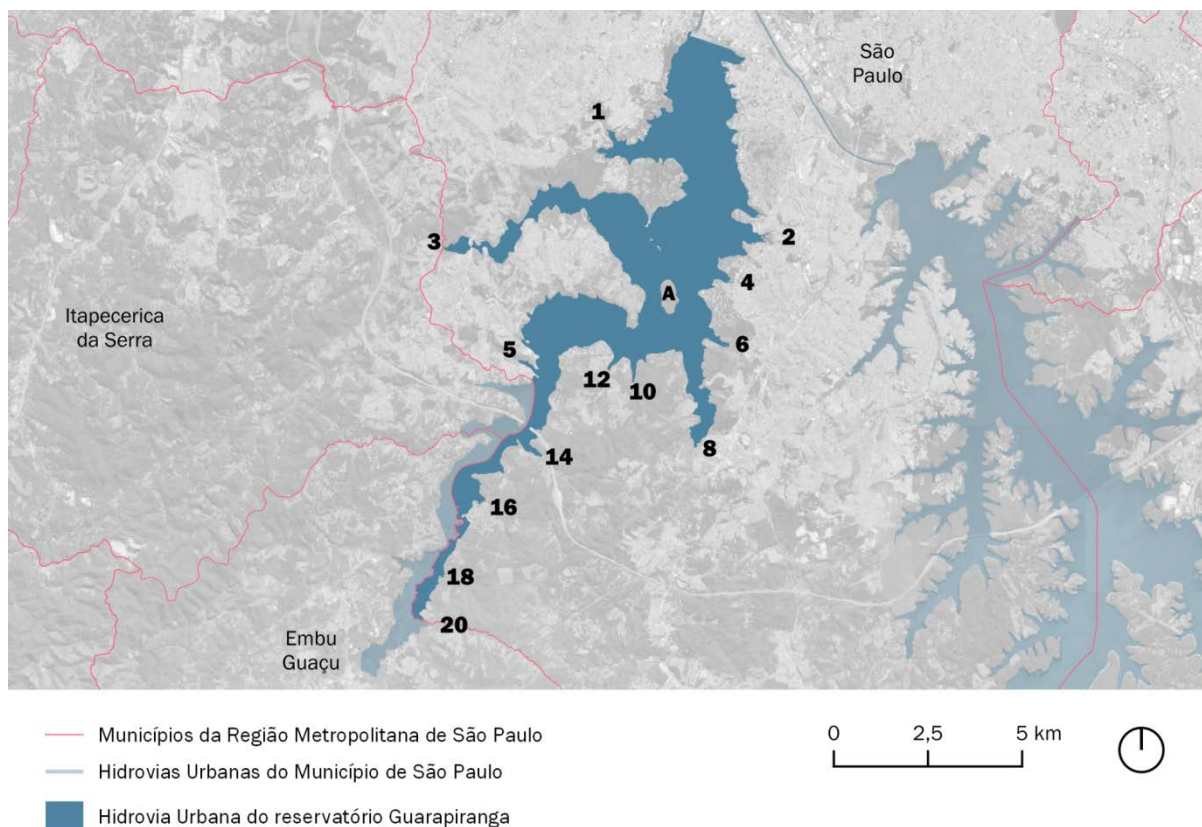 São
Paulo
1
2
3
4
A
Itapecerica
da Serra
5
6
12
10
8
14
16
18
20
Embu
Guaçu
Municípios da Região Metropolitana de São Paulo
Hidrovias Urbanas do Município de São Paulo
Hidrovia Urbana do reservatório Guarapiranga
0 2,5 5 km